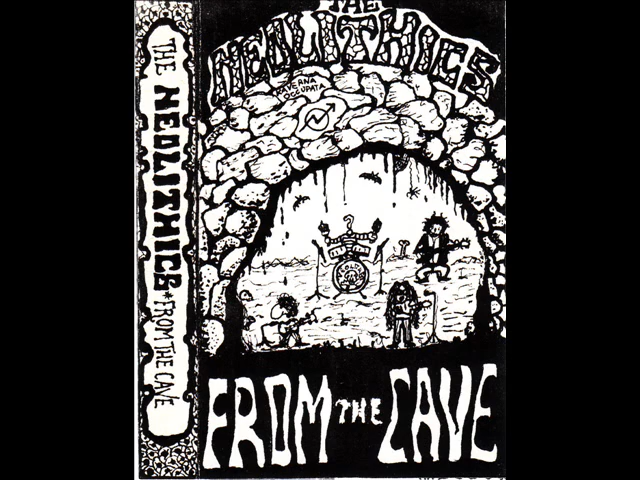 THE NEOLITHICS * FROM THE CAVE
THE
NEOLITHICS
CAVERNA
OCCUPATA
FROM THE CAVE